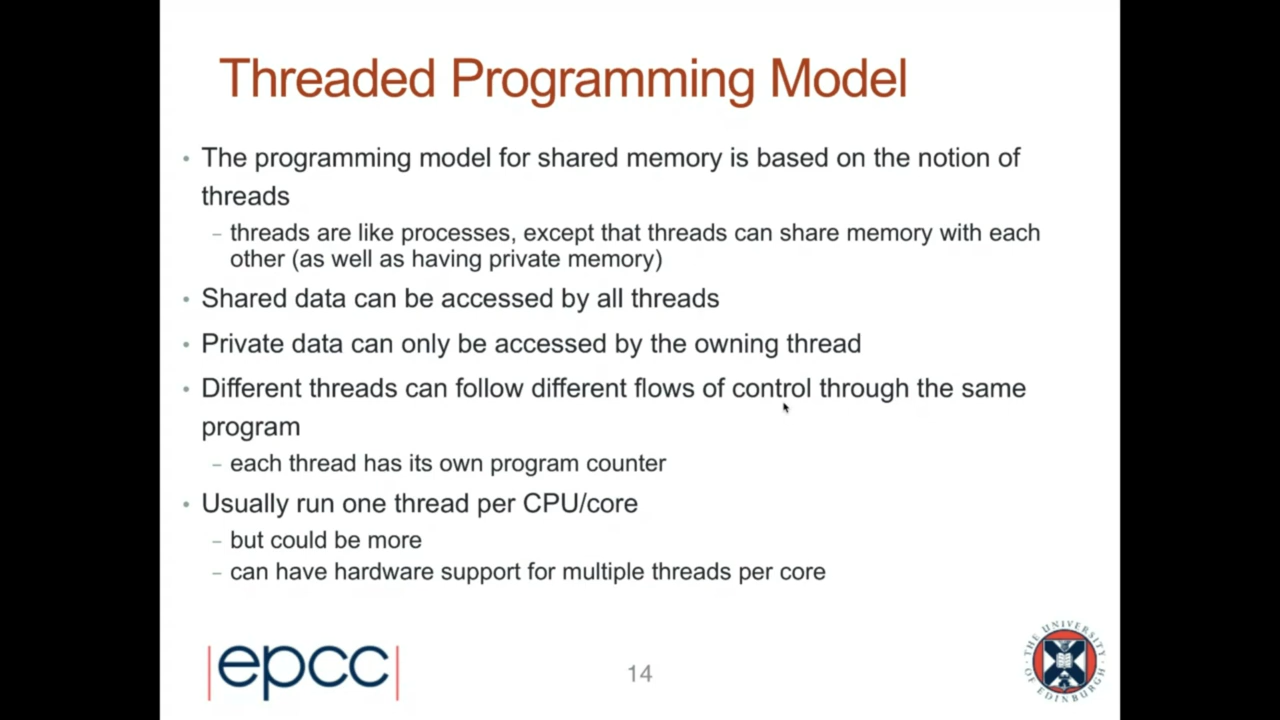 Threaded Programming Model
• The programming model for shared memory is based on the notion of
threads
– threads are like processes, except that threads can share memory with each
other (as well as having private memory)
• Shared data can be accessed by all threads
• Private data can only be accessed by the owning thread
• Different threads can follow different flows of control through the same
program
– each thread has its own program counter
• Usually run one thread per CPU/core
– but could be more
– can have hardware support for multiple threads per core
|epcc|
14
THE UNIVERSITY OF EDINBURGH